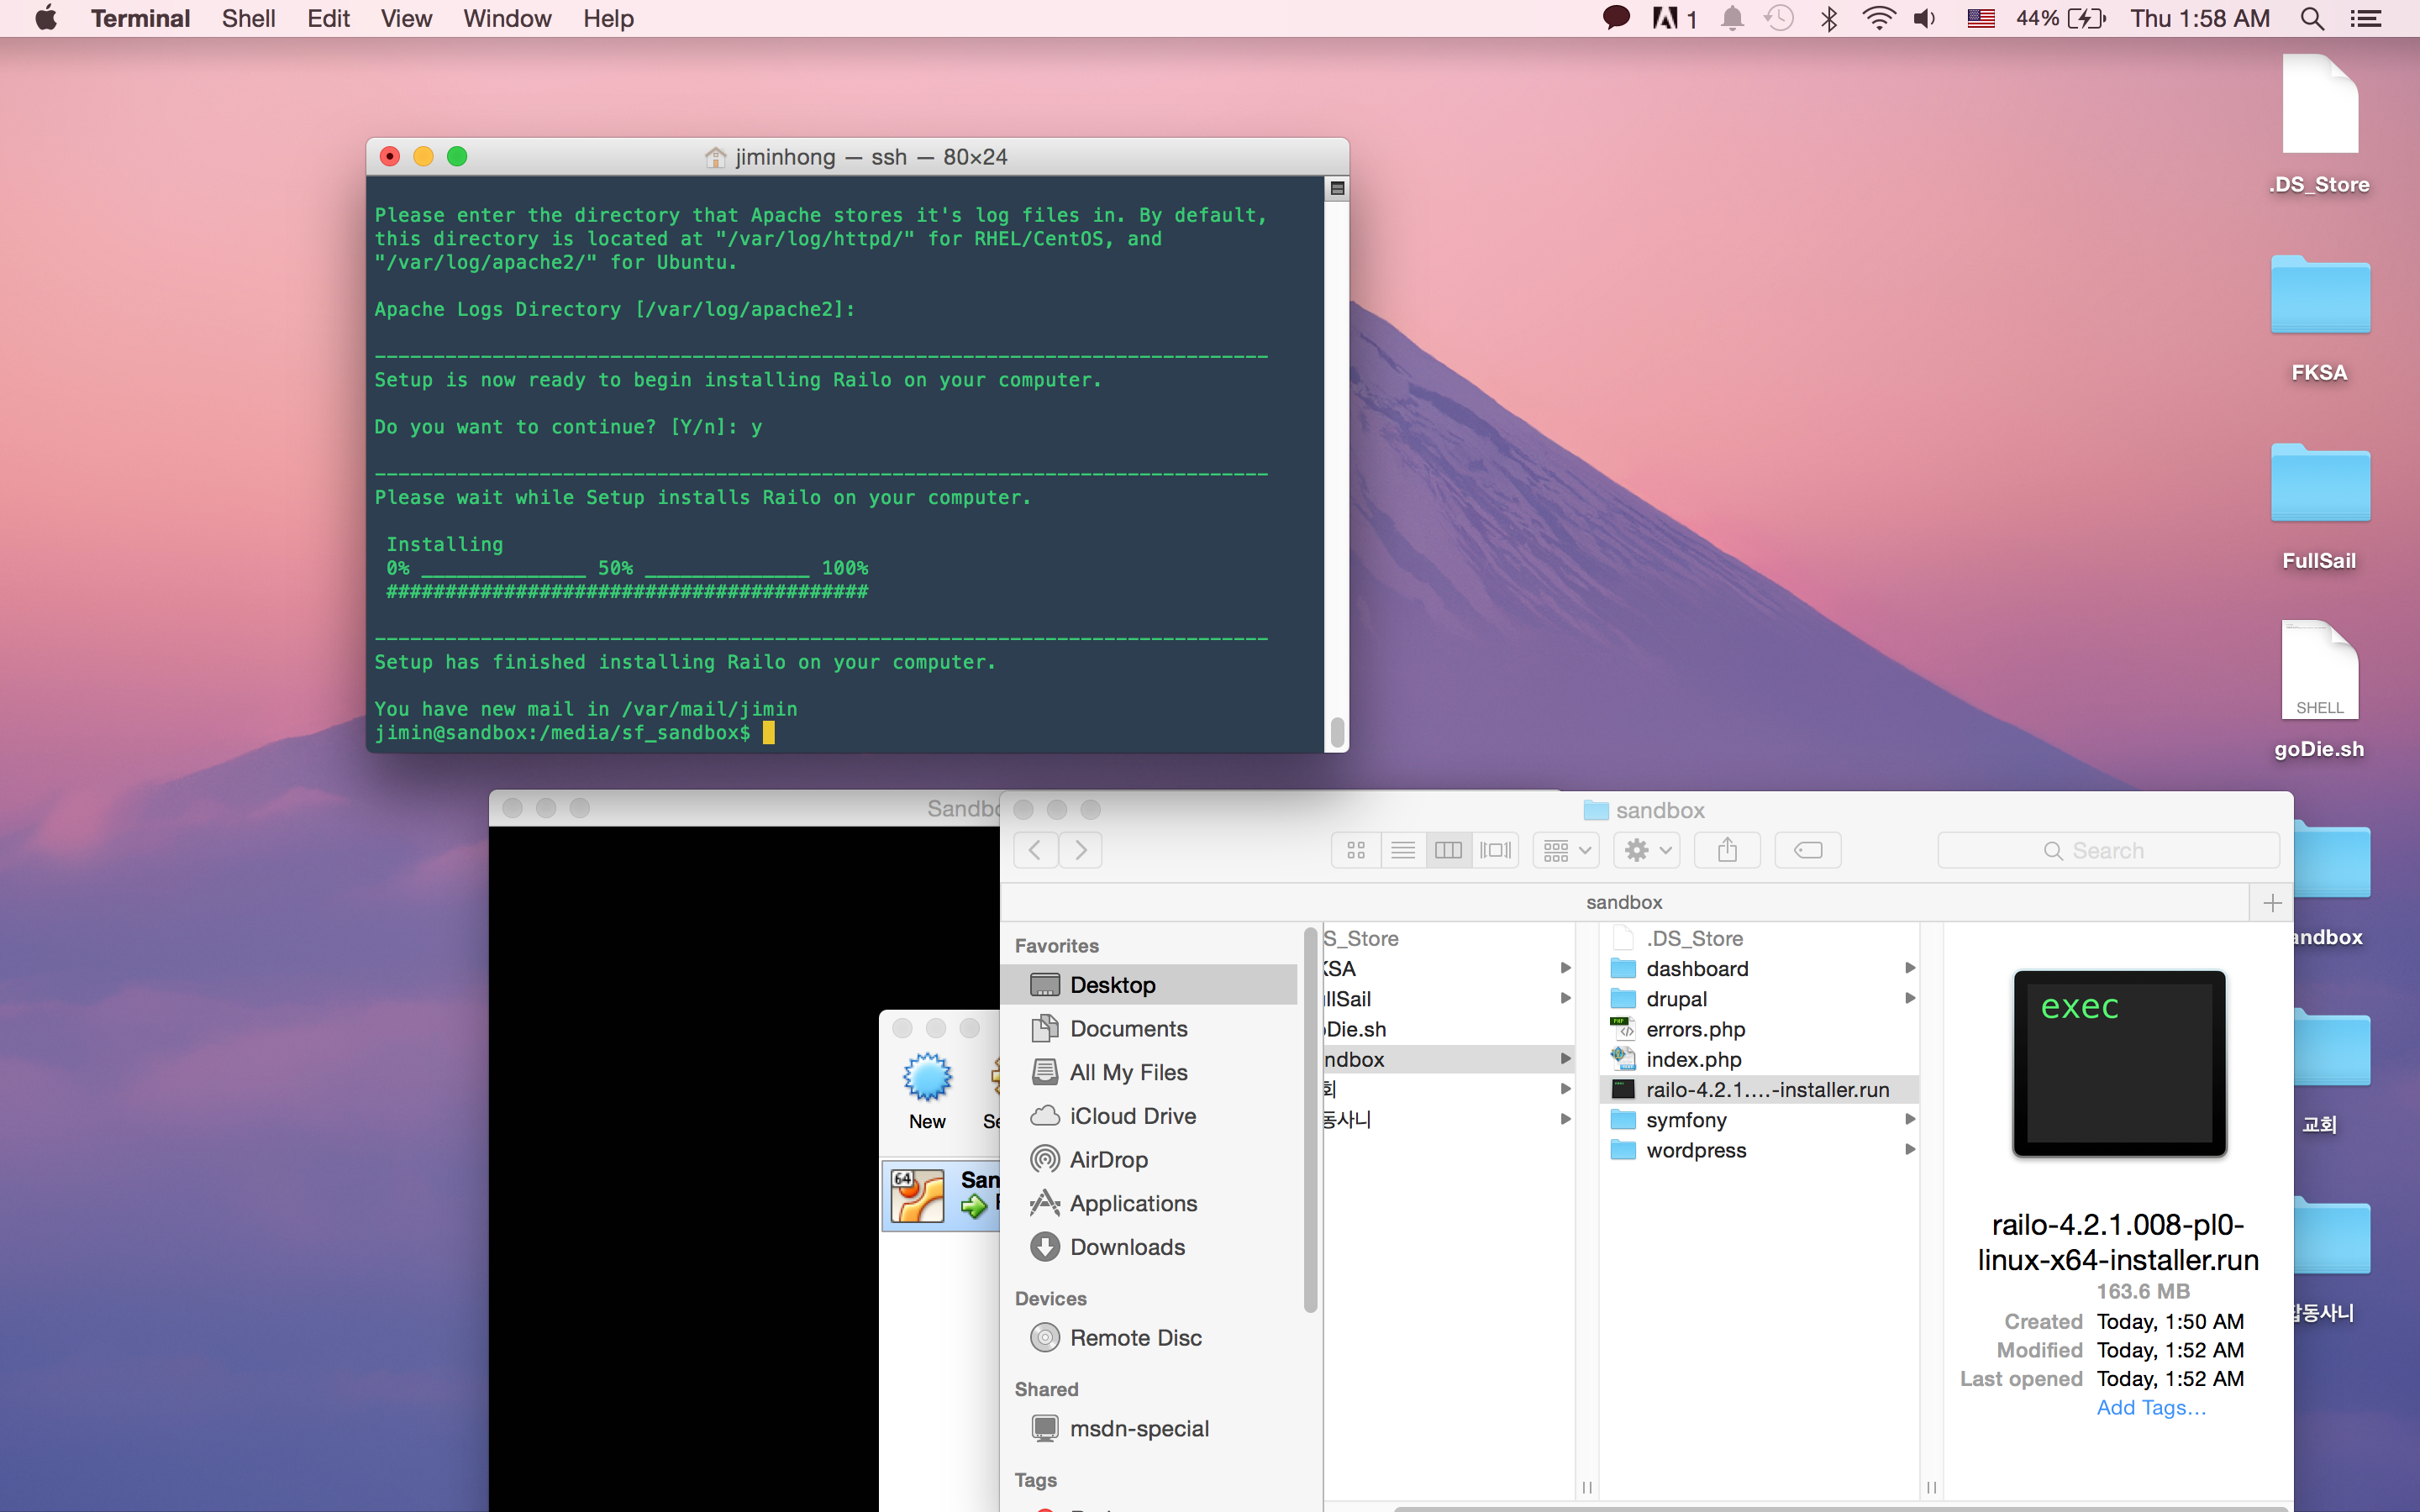 Terminal Shell Edit View Window Help
1 44% Thu 1:58 AM
jiminhong — ssh — 80×24
Please enter the directory that Apache stores it's log files in. By default,
this directory is located at "/var/log/httpd/" for RHEL/CentOS, and
"/var/log/apache2/" for Ubuntu.
Apache Logs Directory [/var/log/apache2]:
----------------------------------------------------------------------------
Setup is now ready to begin installing Railo on your computer.
Do you want to continue? [Y/n]: y
----------------------------------------------------------------------------
Please wait while Setup installs Railo on your computer.
Installing
0% ______________ 50% ______________ 100%
#########################################
----------------------------------------------------------------------------
Setup has finished installing Railo on your computer.
You have new mail in /var/mail/jimin
jimin@sandbox:/media/sf_sandbox$
.DS_Store
FKSA
FullSail
SHELL
goDie.sh
andbox
교회
동사니
Sandbo
New
Se
64
San
sandbox
Search
sandbox
Favorites
Desktop
Documents
All My Files
iCloud Drive
AirDrop
Applications
Downloads
Devices
Remote Disc
Shared
msdn-special
Tags
S_Store
KSA
llSail
Die.sh
ndbox
회
동사니
.DS_Store
dashboard
drupal
errors.php
index.php
railo-4.2.1....-installer.run
symfony
wordpress
exec
railo-4.2.1.008-pl0-
linux-x64-installer.run
163.6 MB
Created Today, 1:50 AM
Modified Today, 1:52 AM
Last opened Today, 1:52 AM
Add Tags...